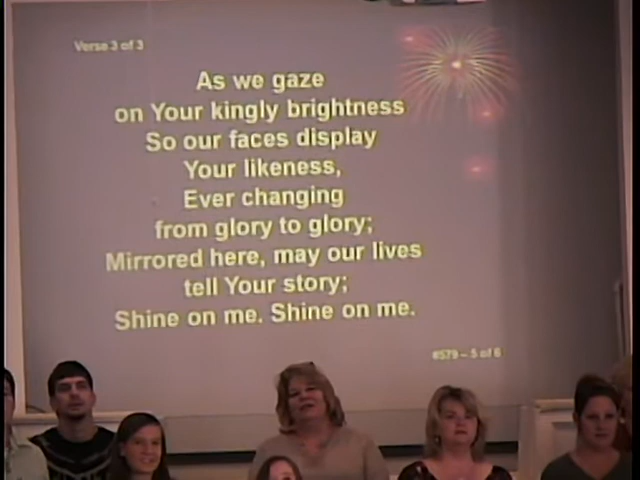 Verse 3 of 3
As we gaze
on Your kingly brightness
So our faces display
Your likeness,
Ever changing
from glory to glory;
Mirrored here, may our lives
tell Your story;
Shine on me. Shine on me.
#579 – 5 of 6